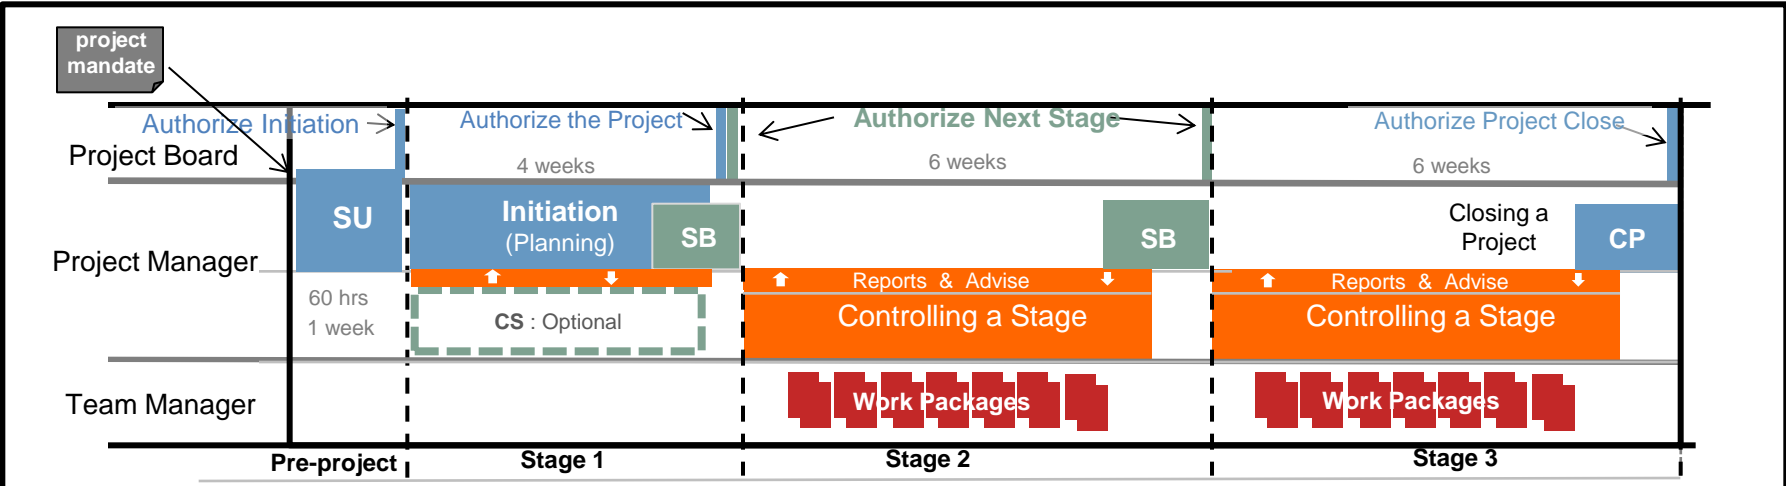 project
mandate
Authorize Initiation
Authorize the Project
Authorize Next Stage
Authorize Project Close
Project Board
4 weeks
6 weeks
6 weeks
SU
Initiation
(Planning)
SB
SB
Closing a
Project
CP
Project Manager
60 hrs
1 week
CS : Optional
Reports & Advise
Controlling a Stage
Reports & Advise
Controlling a Stage
Team Manager
Work Packages
Work Packages
Pre-project
Stage 1
Stage 2
Stage 3